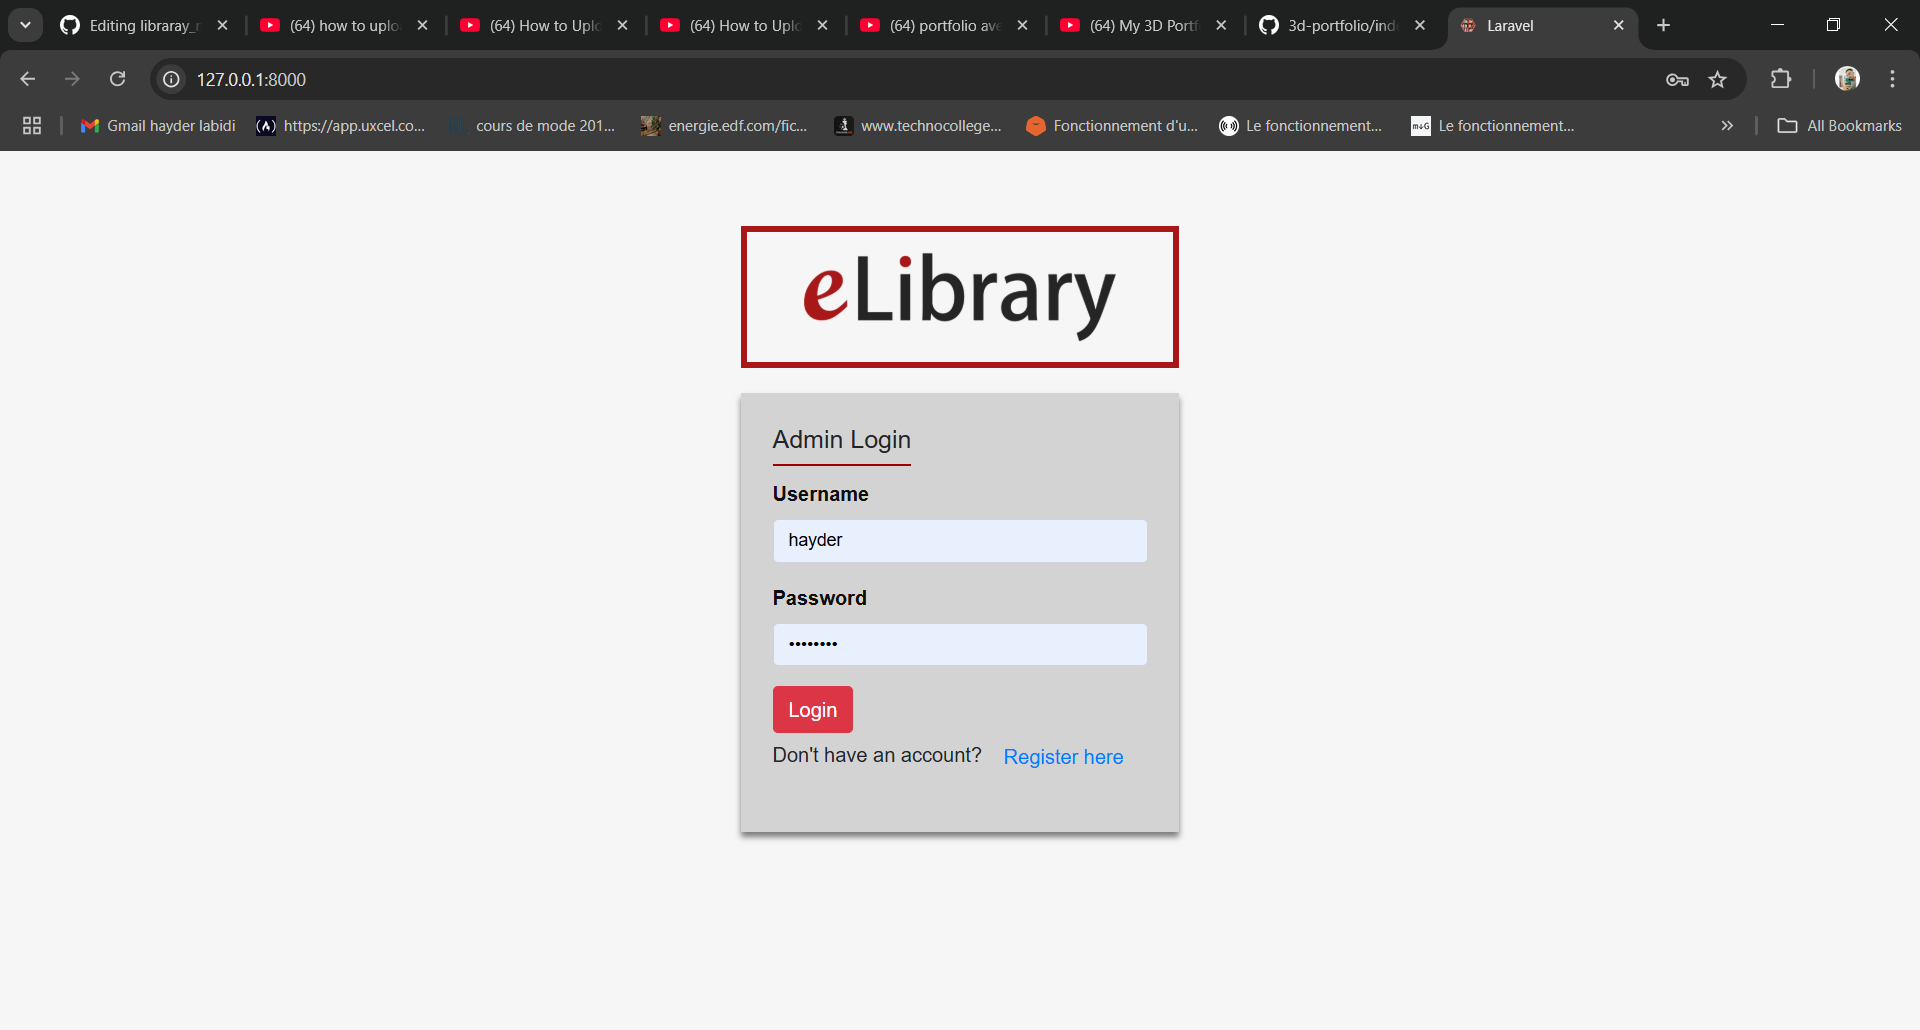 Editing libraray_r
(64) how to uplo
(64) How to Uplo
(64) How to Uplo
(64) portfolio ave
(64) My 3D Portf
3d-portfolio/inde
Laravel
127.0.0.1:8000
Gmail hayder labidi
https://app.uxcel.co...
cours de mode 201...
energie.edf.com/fic...
www.technocollege...
Fonctionnement d'u...
Le fonctionnement...
Le fonctionnement...
All Bookmarks
eLibrary
Admin Login
Username
hayder
Password
••••••••
Login
Don't have an account? Register here